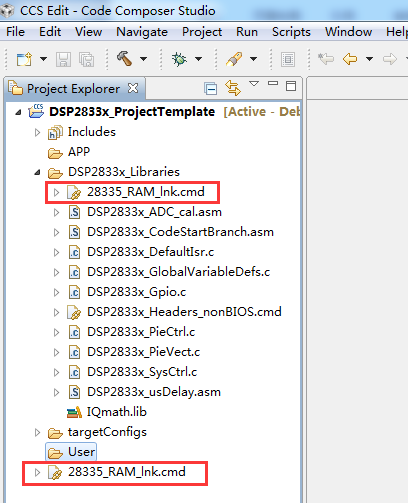 CCS Edit - Code Composer Studio
File Edit View Navigate Project Run Scripts Window
Project Explorer
DSP2833x_ProjectTemplate [Active - Deb
Includes
APP
DSP2833x_Libraries
28335_RAM_lnk.cmd
DSP2833x_ADC_cal.asm
DSP2833x_CodeStartBranch.asm
DSP2833x_DefaultIsr.c
DSP2833x_GlobalVariableDefs.c
DSP2833x_Gpio.c
DSP2833x_Headers_nonBIOS.cmd
DSP2833x_PieCtrl.c
DSP2833x_PieVect.c
DSP2833x_SysCtrl.c
DSP2833x_usDelay.asm
IQmath.lib
targetConfigs
User
28335_RAM_lnk.cmd